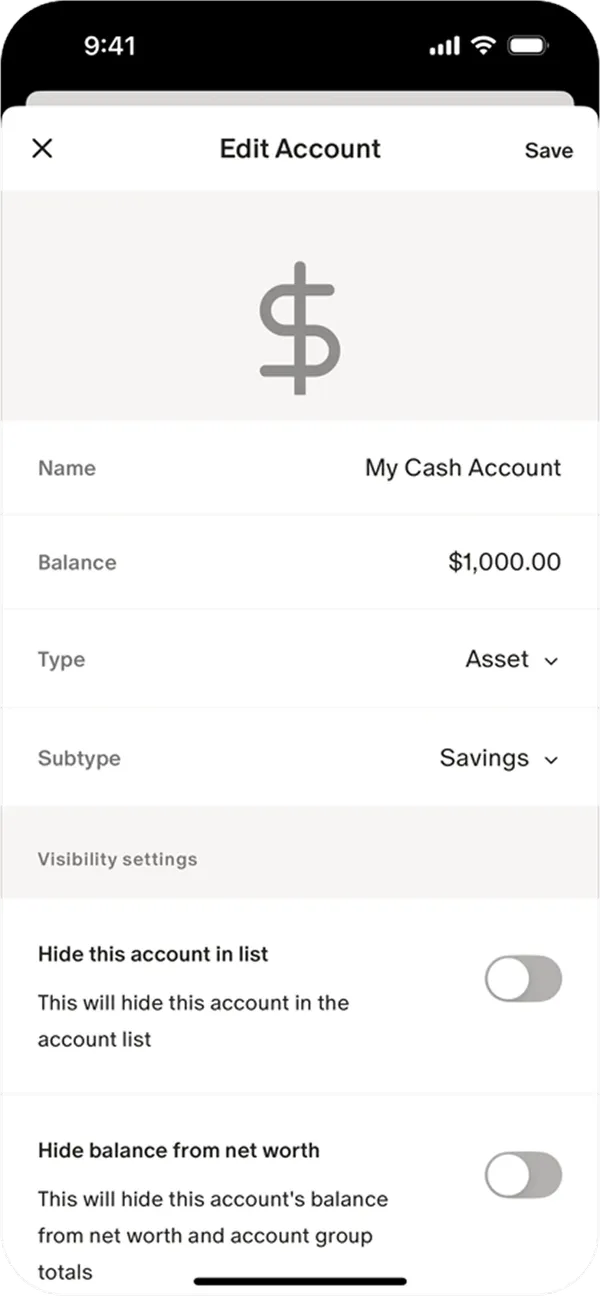 9:41
Edit Account
Save
$
Name
My Cash Account
Balance
$1,000.00
Type
Asset
Subtype
Savings
Visibility settings
Hide this account in list
This will hide this account in the
account list
Hide balance from net worth
This will hide this account's balance
from net worth and account group
totals